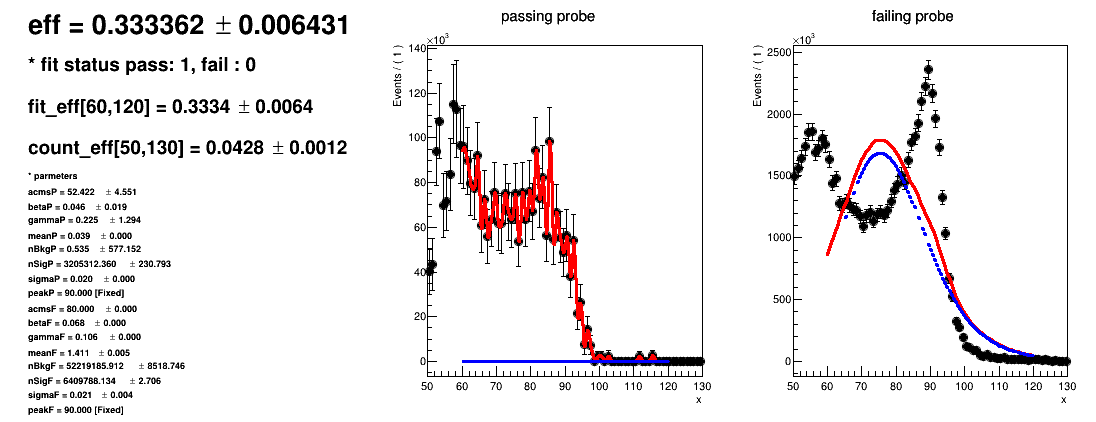 eff = 0.333362 ± 0.006431
* fit status pass: 1, fail : 0
fit_eff[60,120] = 0.3334 ± 0.0064
count_eff[50,130] = 0.0428 ± 0.0012
* parmeters
acmsP = 52.422 ± 4.551
betaP = 0.046 ± 0.019
gammaP = 0.225 ± 1.294
meanP = 0.039 ± 0.000
nBkgP = 0.535 ± 577.152
nSigP = 3205312.360 ± 230.793
sigmaP = 0.020 ± 0.000
peakP = 90.000 [Fixed]
acmsF = 80.000 ± 0.000
betaF = 0.068 ± 0.000
gammaF = 0.106 ± 0.000
meanF = 1.411 ± 0.005
nBkgF = 52219185.912 ± 8518.746
nSigF = 6409788.134 ± 2.706
sigmaF = 0.021 ± 0.004
peakF = 90.000 [Fixed]
passing probe
×10³
Events / ( 1 )
140
120
100
80
60
40
20
0
50 60 70 80 90 100 110 120 130
x
failing probe
×10³
Events / ( 1 )
2500
2000
1500
1000
500
0
50 60 70 80 90 100 110 120 130
x